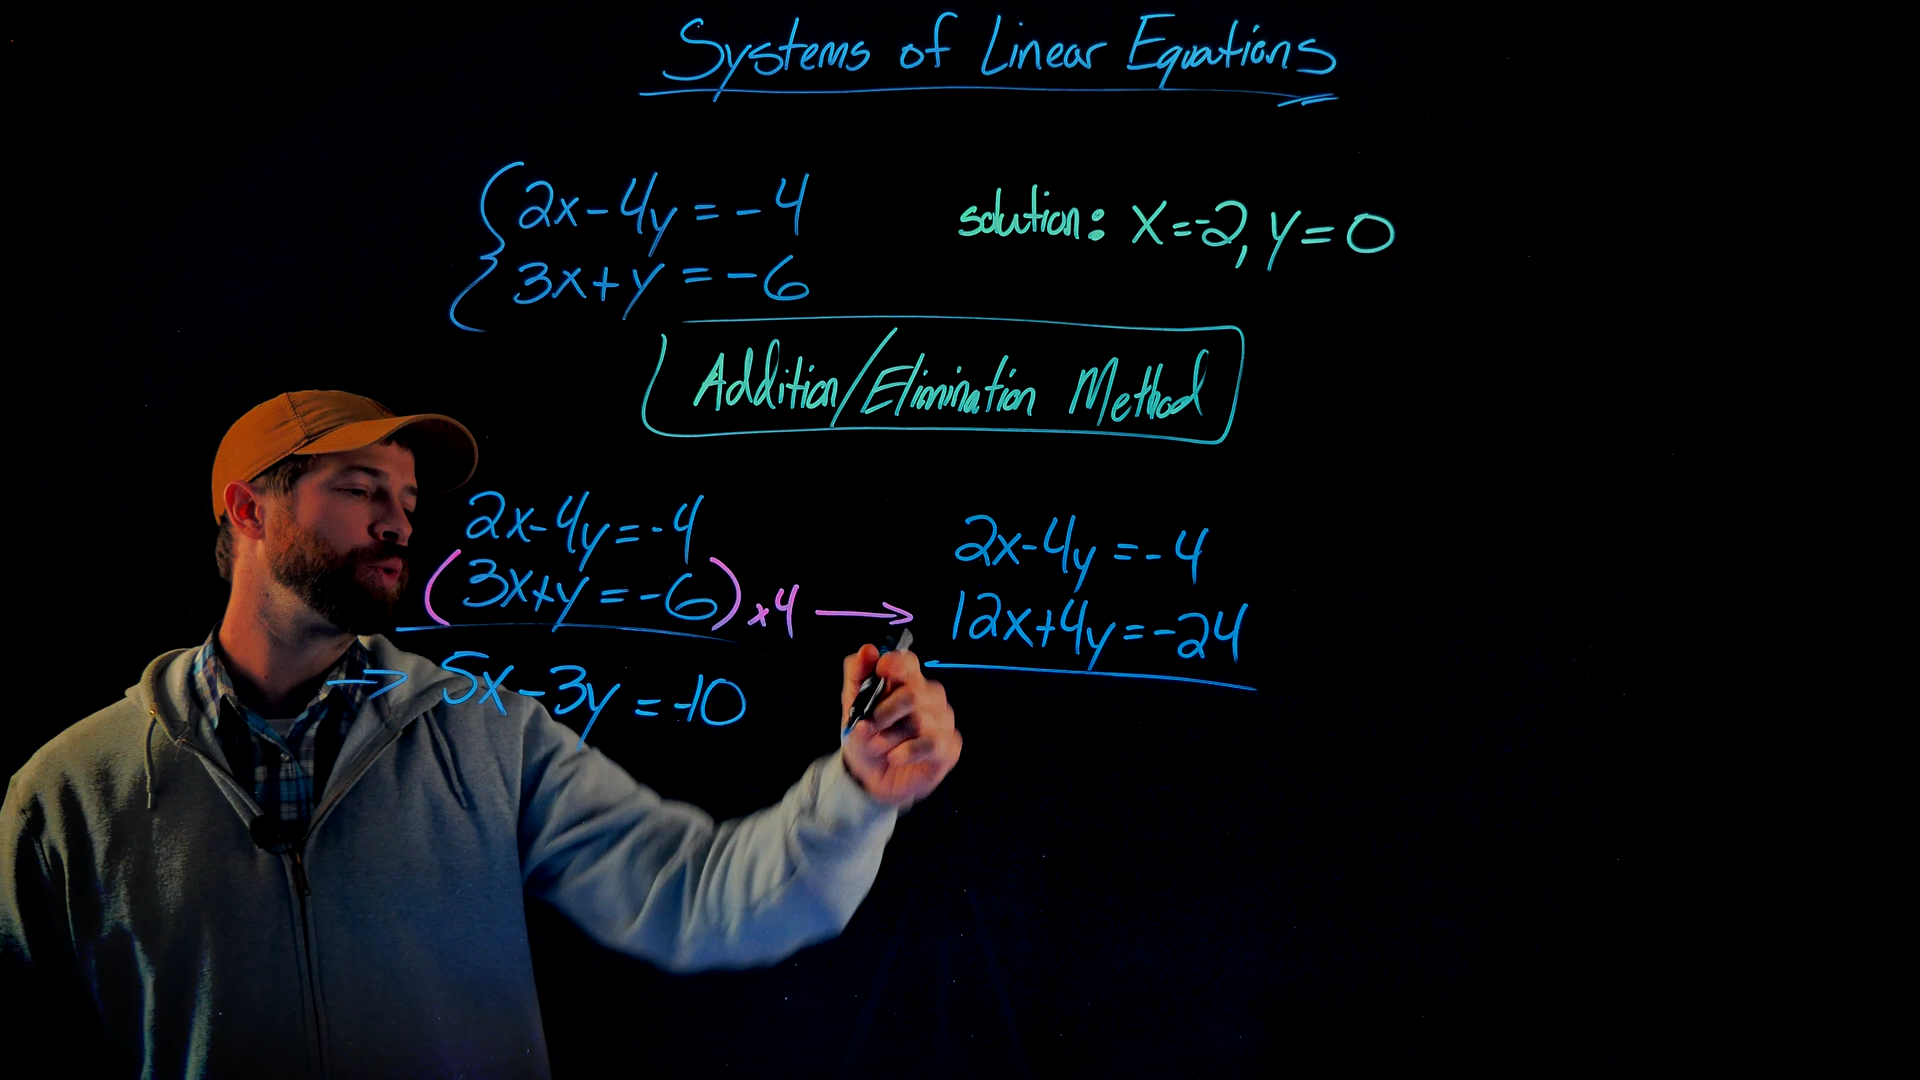 Systems of Linear Equations
2x-4y=-4
3x+y=-6
solution: x=-2, y=0
Addition/Elimination Method
2x-4y=-4
(3x+y=-6)x4 →
→ 5x-3y=-10
2x-4y=-4
12x+4y=-24